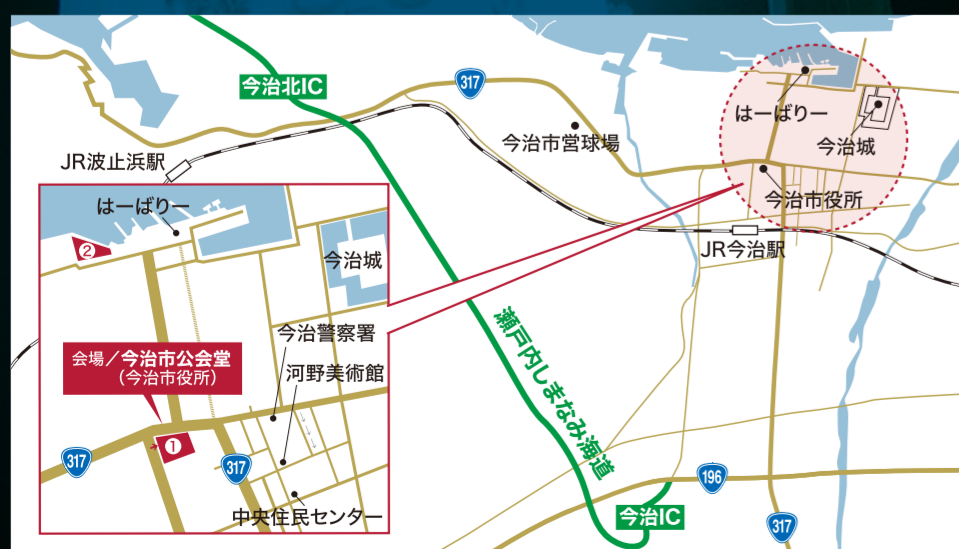 今治北IC
317
はーばりー
今治市営球場
今治城
JR波止浜駅
今治市役所
はーばりー
JR今治駅
②
今治城
瀬戸内しまなみ海道
今治警察署
会場／今治市公会堂
（今治市役所）
河野美術館
①
317
317
196
中央住民センター
今治IC
317